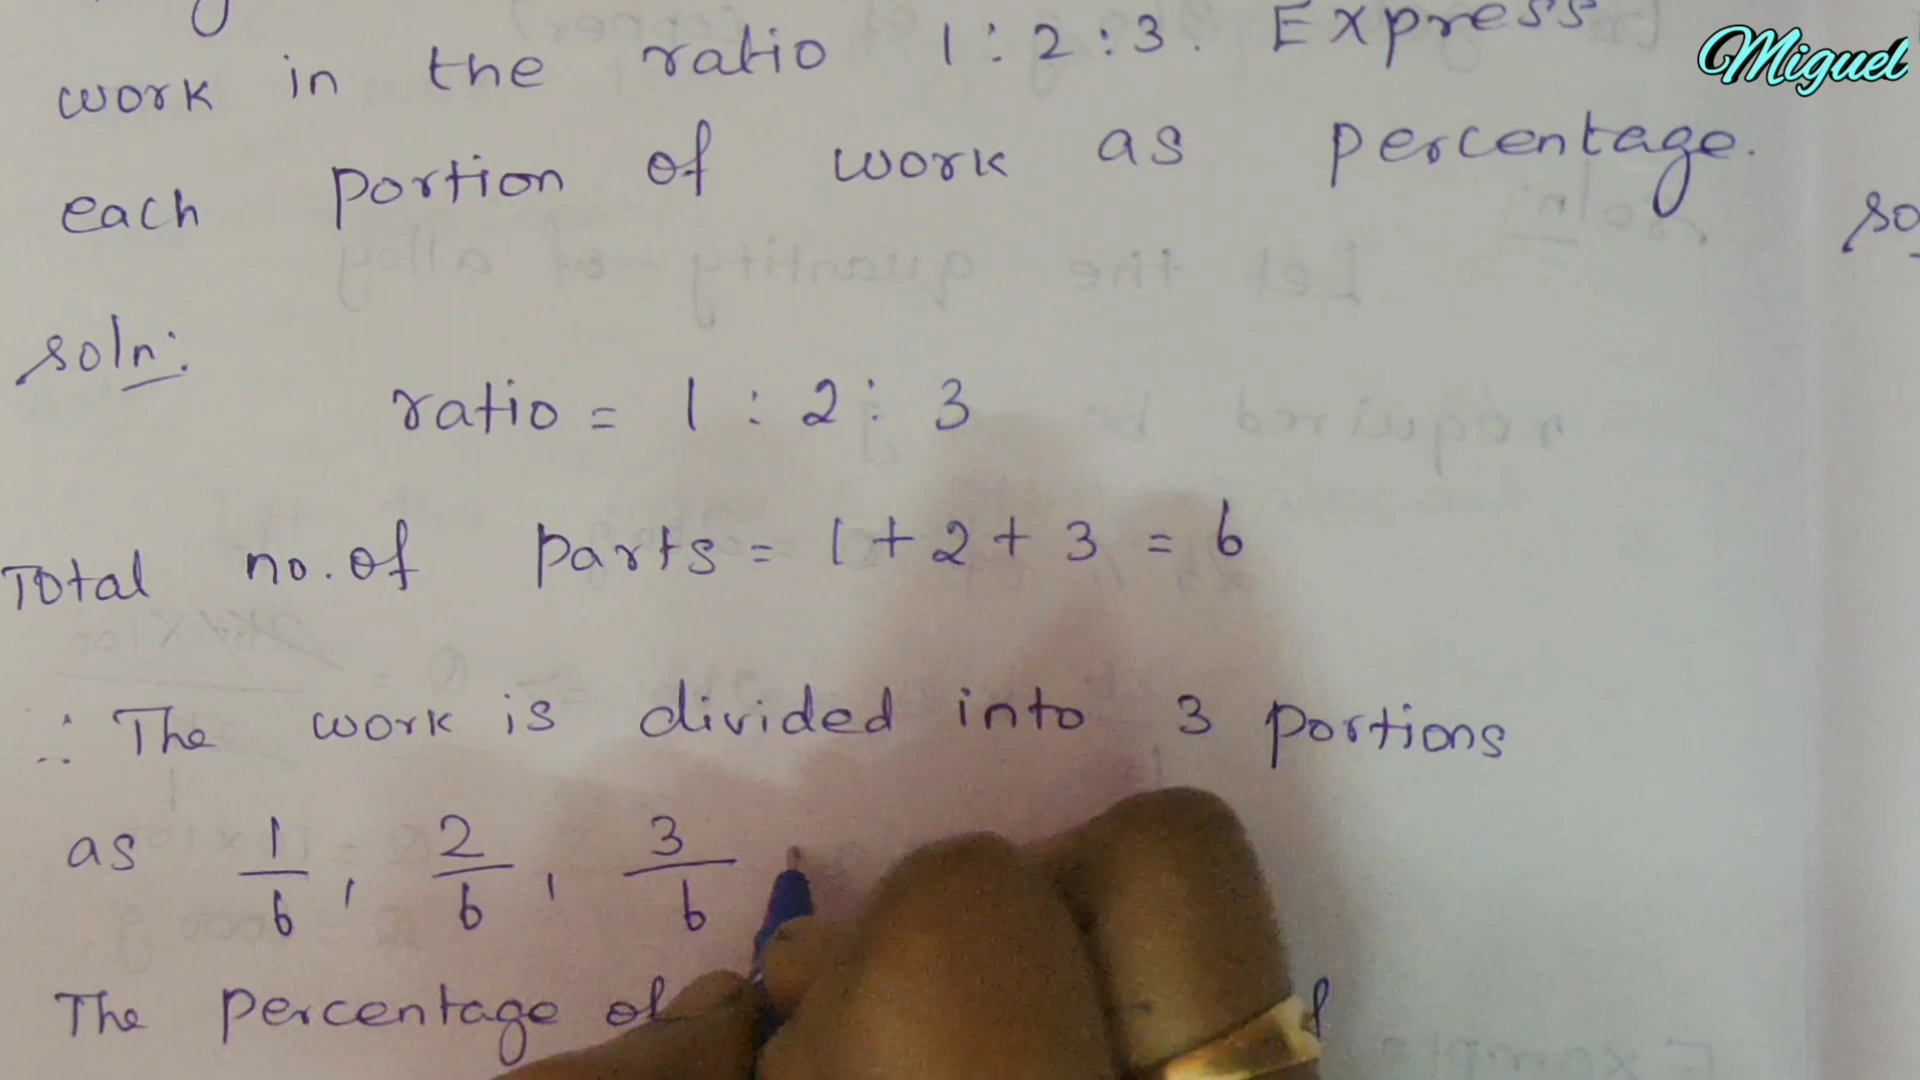 work in the ratio 1:2:3. Express
Miguel
each portion of work as percentage.
soln:
ratio = 1 : 2 : 3
Total no. of parts = 1 + 2 + 3 = 6
∴ The work is divided into 3 portions
as 1/6, 2/6, 3/6
The percentage of